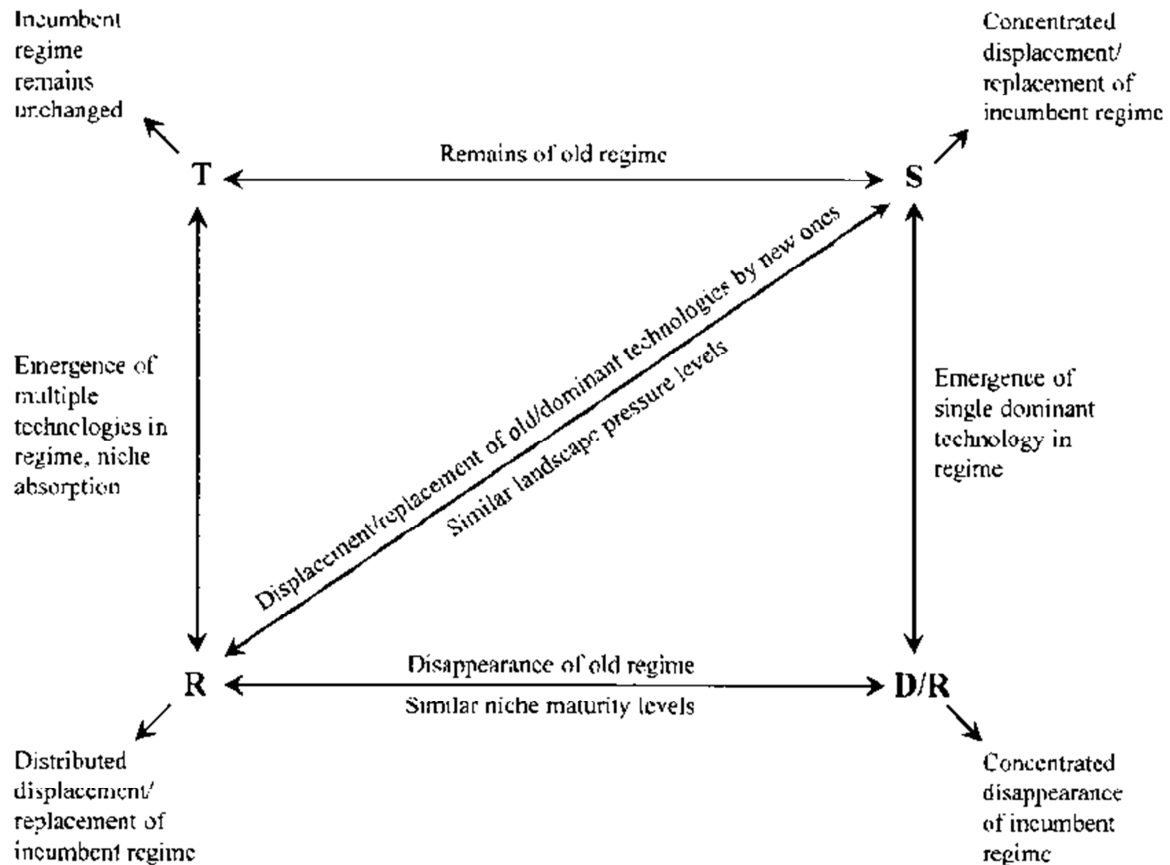 Incumbent
regime
remains
unchanged
Concentrated
displacement/
replacement of
incumbent regime
Remains of old regime
T
S
Displacement/replacement of old/dominant technologies by new ones
Similar landscape pressure levels
Emergence of
multiple
technologies in
regime, niche
absorption
Emergence of
single dominant
technology in
regime
Disappearance of old regime
R
D/R
Similar niche maturity levels
Distributed
displacement/
replacement of
incumbent regime
Concentrated
disappearance
of incumbent
regime